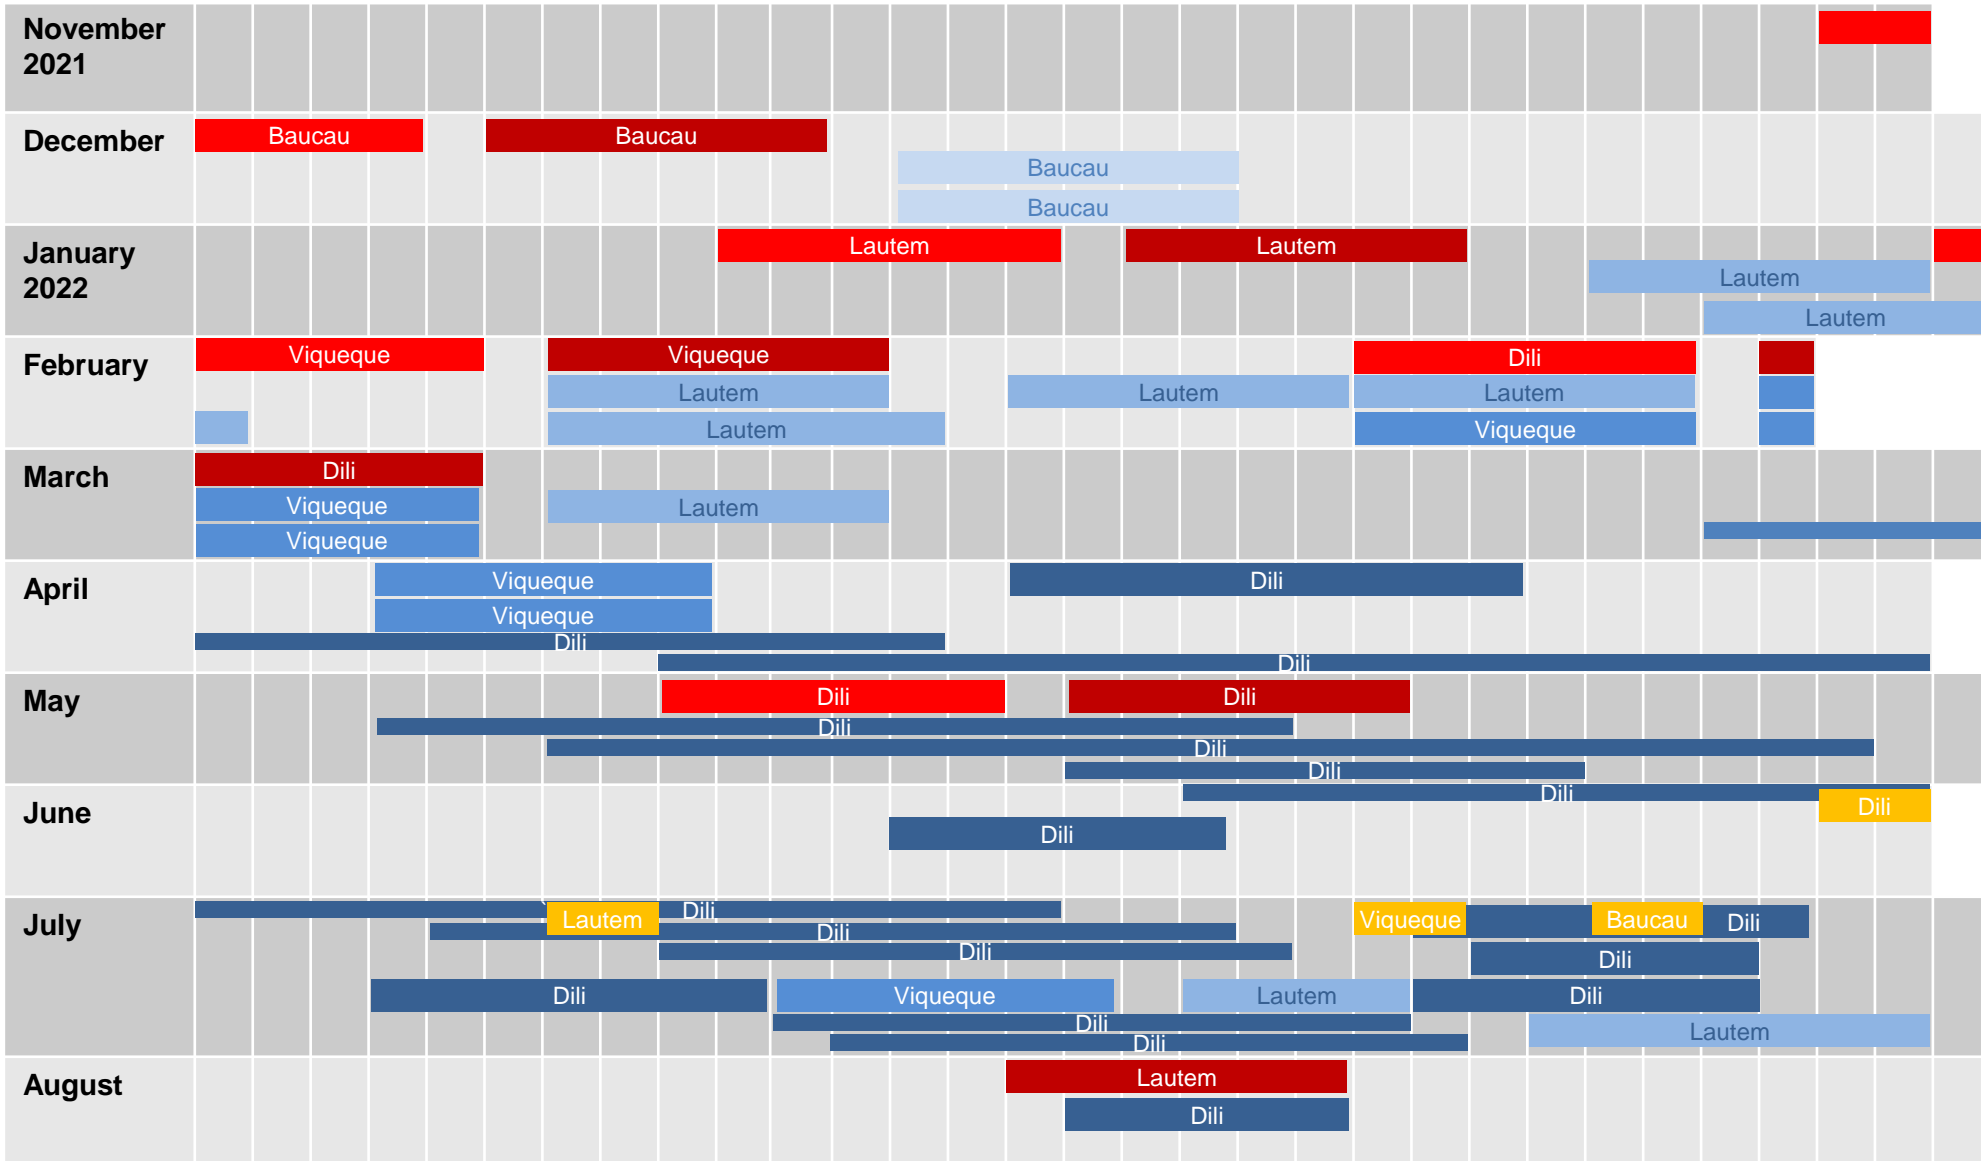 November
2021
December
Baucau
Baucau
Baucau
Baucau
January
2022
Lautem
Lautem
Lautem
Lautem
February
Viqueque
Viqueque
Dili
Lautem
Lautem
Lautem
Lautem
Viqueque
March
Dili
Viqueque
Lautem
Viqueque
April
Viqueque
Dili
Viqueque
Dili
Dili
May
Dili
Dili
Dili
Dili
Dili
June
Dili
Dili
Dili
July
Dili
Lautem
Viqueque
Baucau
Dili
Dili
Dili
Dili
Dili
Viqueque
Lautem
Dili
Dili
Lautem
Dili
August
Lautem
Dili